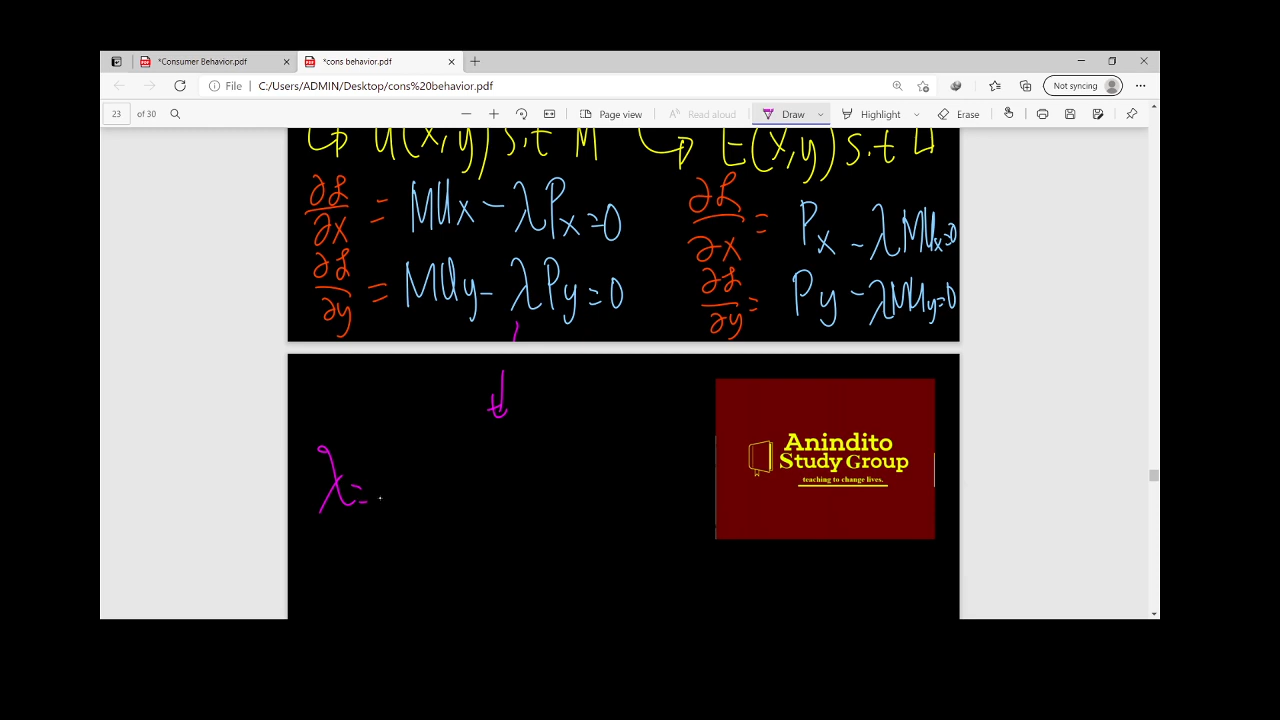 *Consumer Behavior.pdf
*cons behavior.pdf
File C:/Users/ADMIN/Desktop/cons%20behavior.pdf
Not syncing
23 of 30
Page view
Read aloud
Draw
Highlight
Erase
U(x,y) s.t M
E(x,y) s.t U
∂L/∂x = MUx - λPx = 0
∂L/∂x = Px - λMUx=0
∂L/∂y = MUy - λPy = 0
∂L/∂y = Py - λMUy=0
λ =
Anindito
Study Group
teaching to change lives.